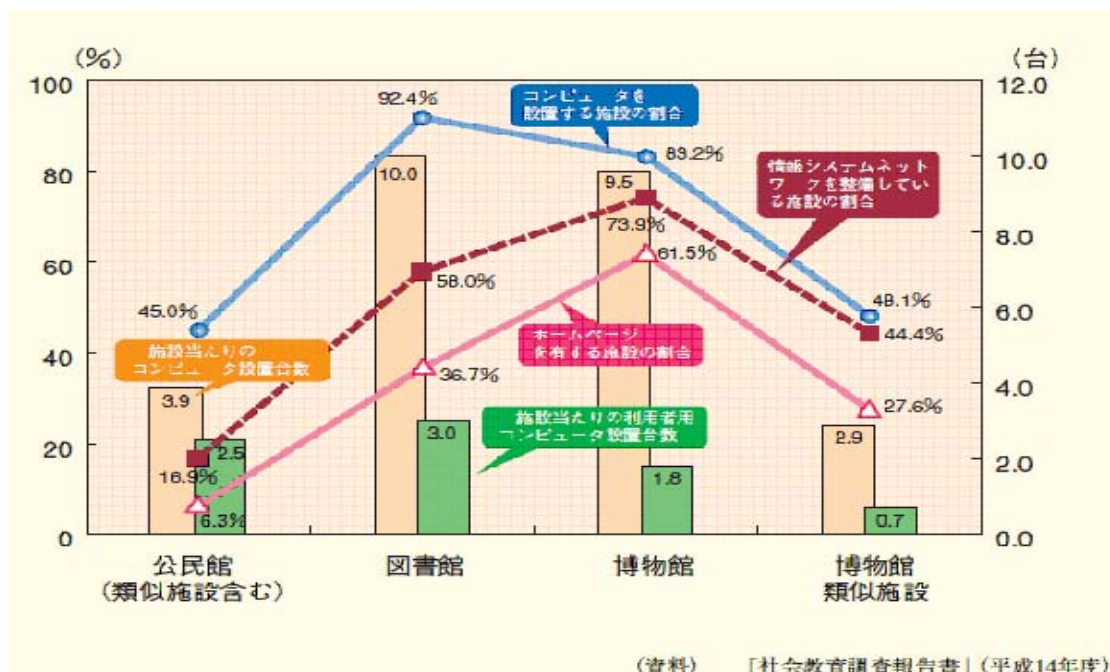 (%)
(台)
100
80
60
40
20
0
12.0
10.0
8.0
6.0
4.0
2.0
0.0
コンピュータを
設置する施設の割合
情報システムネット
ワークを整備してい
る施設の割合
ホームページ
を有する施設の割合
施設当たりの
コンピュータ設置台数
施設当たりの利用者用
コンピュータ設置台数
45.0%
92.4%
83.2%
48.1%
16.9%
58.0%
73.9%
44.4%
6.3%
36.7%
61.5%
27.6%
3.9
10.0
9.5
2.9
2.5
3.0
1.8
0.7
公民館
(類似施設含む)
図書館
博物館
博物館
類似施設
(資料) 「社会教育調査報告書」(平成14年度)